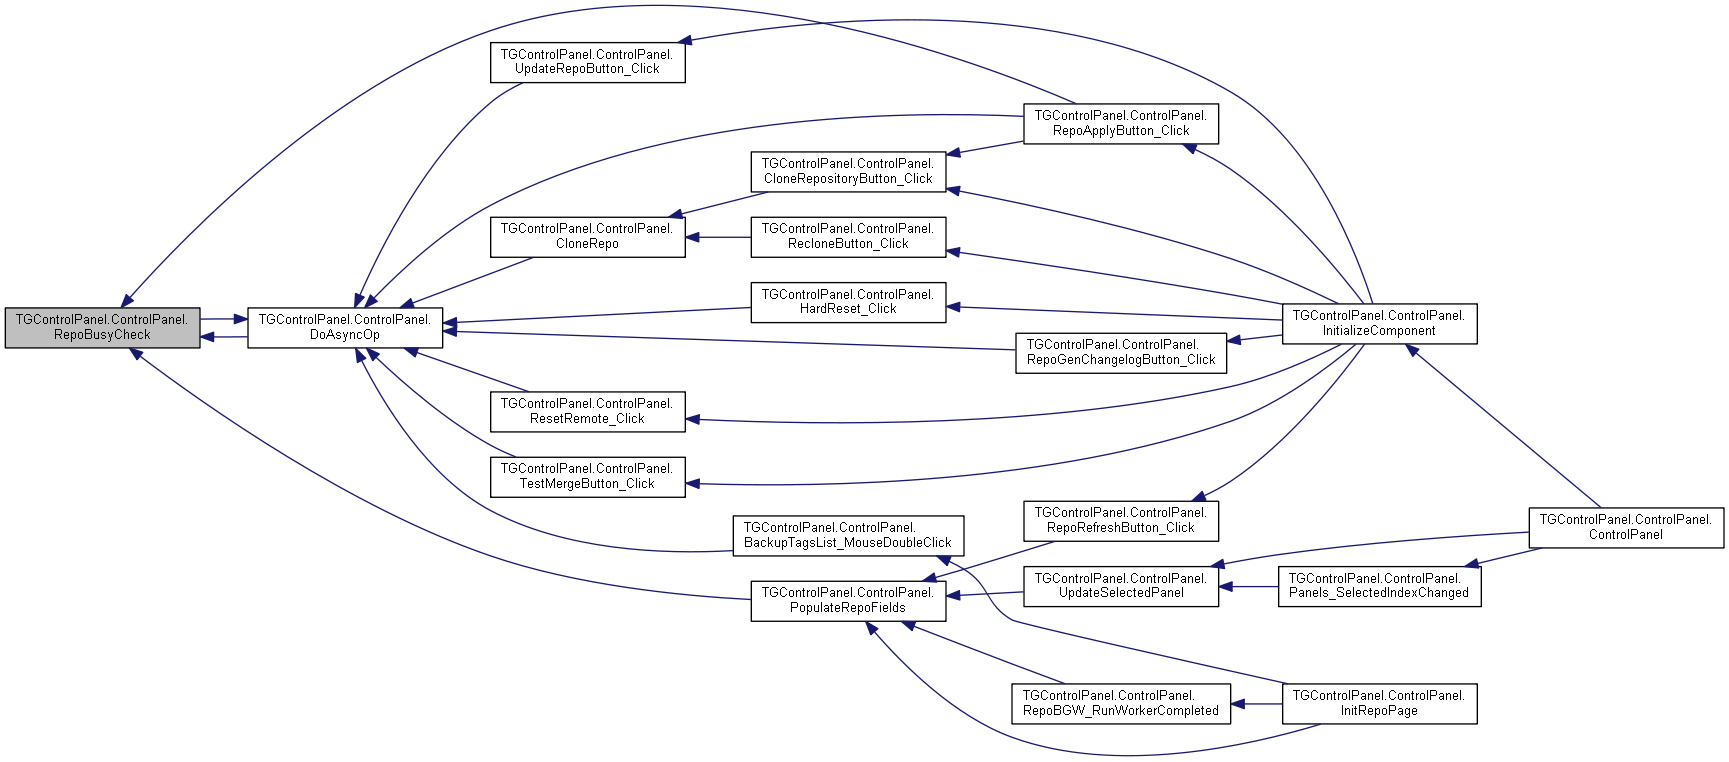 TGControlPanel.ControlPanel.
RepoBusyCheck
TGControlPanel.ControlPanel.
DoAsyncOp
TGControlPanel.ControlPanel.
UpdateRepoButton_Click
TGControlPanel.ControlPanel.
CloneRepo
TGControlPanel.ControlPanel.
ResetRemote_Click
TGControlPanel.ControlPanel.
TestMergeButton_Click
TGControlPanel.ControlPanel.
CloneRepositoryButton_Click
TGControlPanel.ControlPanel.
RecloneButton_Click
TGControlPanel.ControlPanel.
HardReset_Click
TGControlPanel.ControlPanel.
BackupTagsList_MouseDoubleClick
TGControlPanel.ControlPanel.
PopulateRepoFields
TGControlPanel.ControlPanel.
RepoApplyButton_Click
TGControlPanel.ControlPanel.
RepoGenChangelogButton_Click
TGControlPanel.ControlPanel.
RepoRefreshButton_Click
TGControlPanel.ControlPanel.
UpdateSelectedPanel
TGControlPanel.ControlPanel.
RepoBGW_RunWorkerCompleted
TGControlPanel.ControlPanel.
InitializeComponent
TGControlPanel.ControlPanel.
Panels_SelectedIndexChanged
TGControlPanel.ControlPanel.
InitRepoPage
TGControlPanel.ControlPanel.
ControlPanel